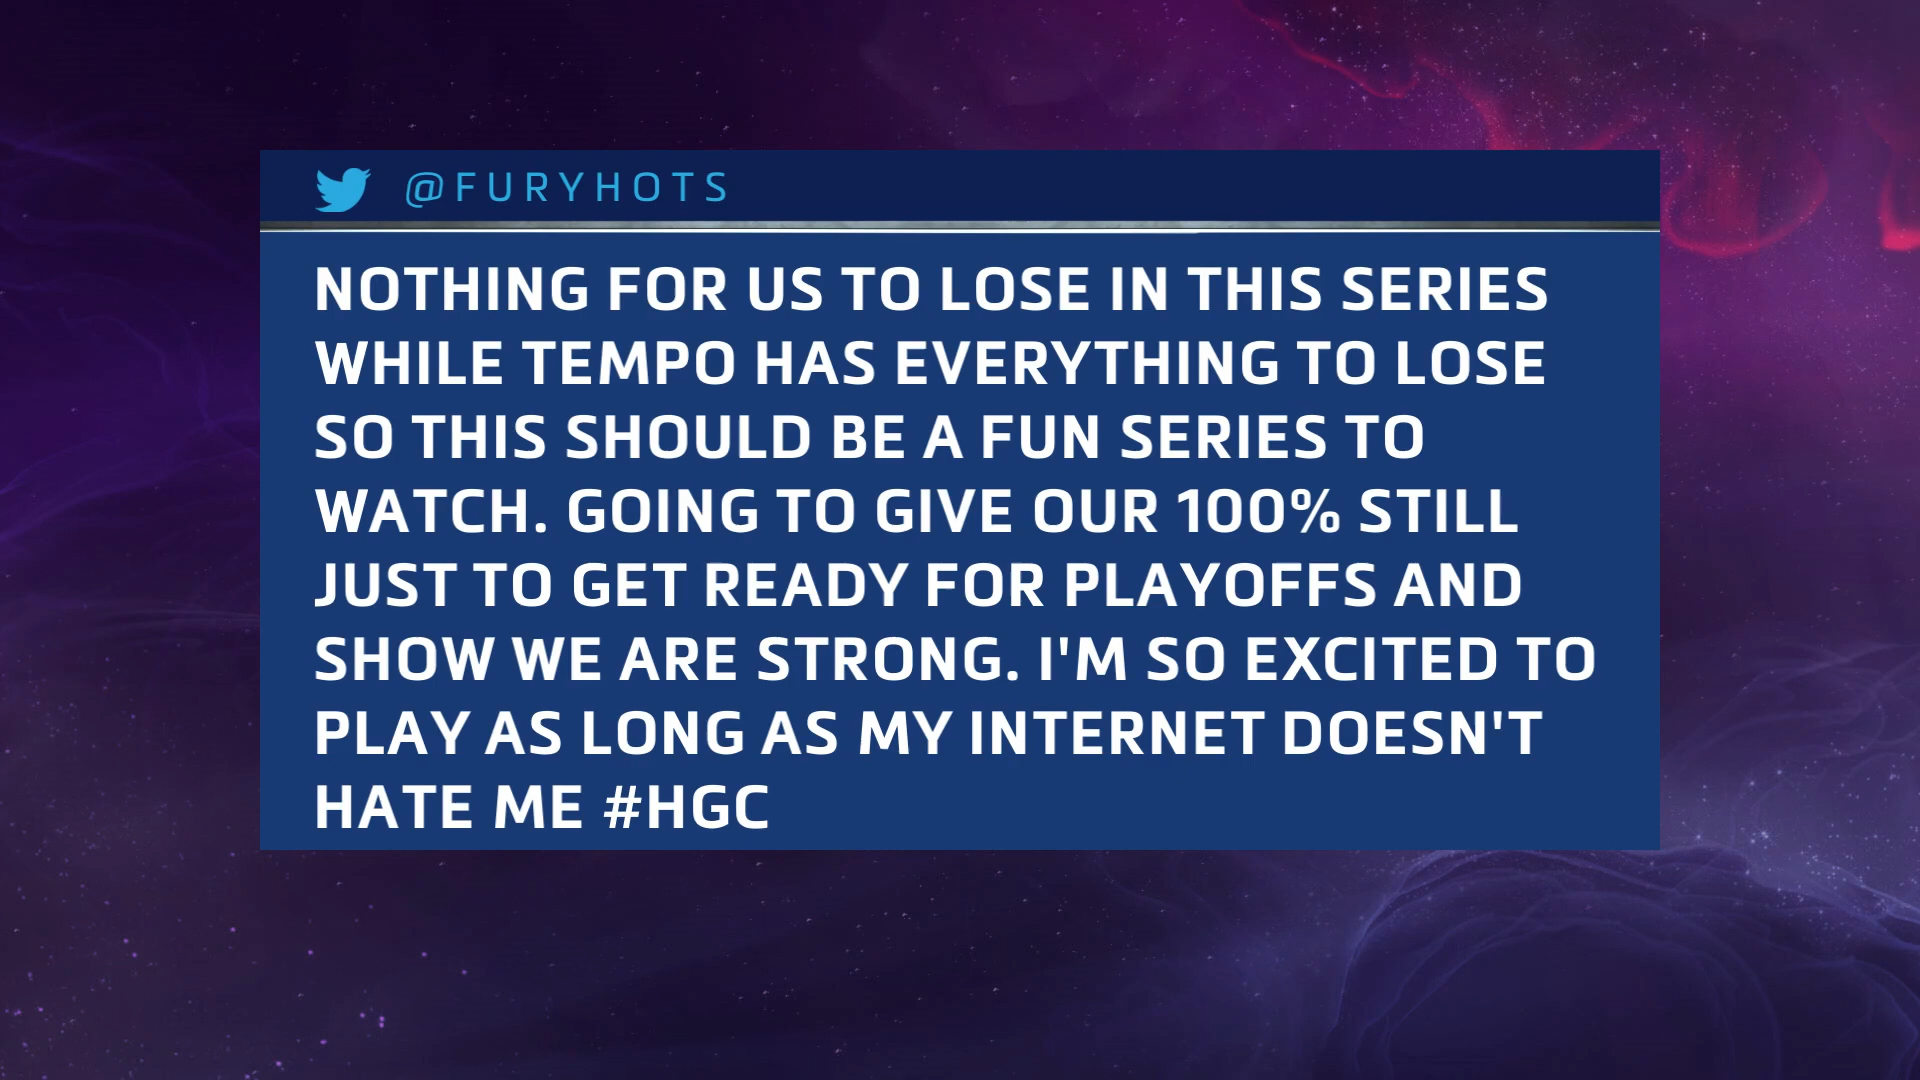 @FURYHOTS
NOTHING FOR US TO LOSE IN THIS SERIES
WHILE TEMPO HAS EVERYTHING TO LOSE
SO THIS SHOULD BE A FUN SERIES TO
WATCH. GOING TO GIVE OUR 100% STILL
JUST TO GET READY FOR PLAYOFFS AND
SHOW WE ARE STRONG. I'M SO EXCITED TO
PLAY AS LONG AS MY INTERNET DOESN'T
HATE ME #HGC